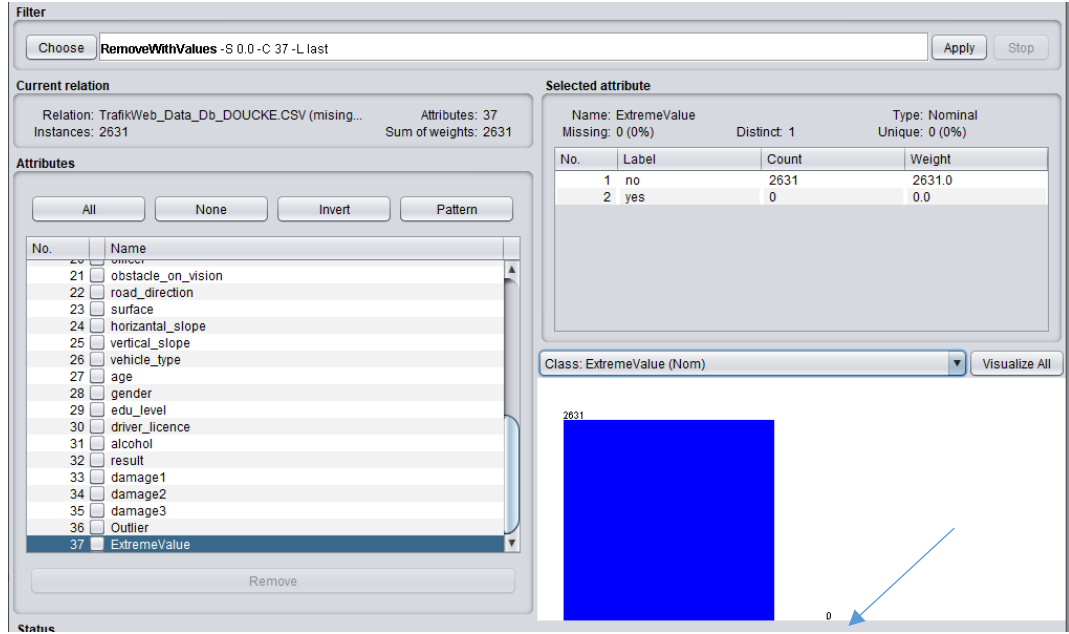 Filter
Choose RemoveWithValues -S 0.0 -C 37 -L last Apply Stop
Current relation
Relation: TrafikWeb_Data_Db_DOUCKE.CSV (mising... Attributes: 37
Instances: 2631 Sum of weights: 2631
Attributes
All None Invert Pattern
No. Name
20 officer
21 obstacle_on_vision
22 road_direction
23 surface
24 horizantal_slope
25 vertical_slope
26 vehicle_type
27 age
28 gender
29 edu_level
30 driver_licence
31 alcohol
32 result
33 damage1
34 damage2
35 damage3
36 Outlier
37 ExtremeValue
Remove
Status
Selected attribute
Name: ExtremeValue Type: Nominal
Missing: 0 (0%) Distinct: 1 Unique: 0 (0%)
No. Label Count Weight
1 no 2631 2631.0
2 yes 0 0.0
Class: ExtremeValue (Nom) Visualize All
2631
0